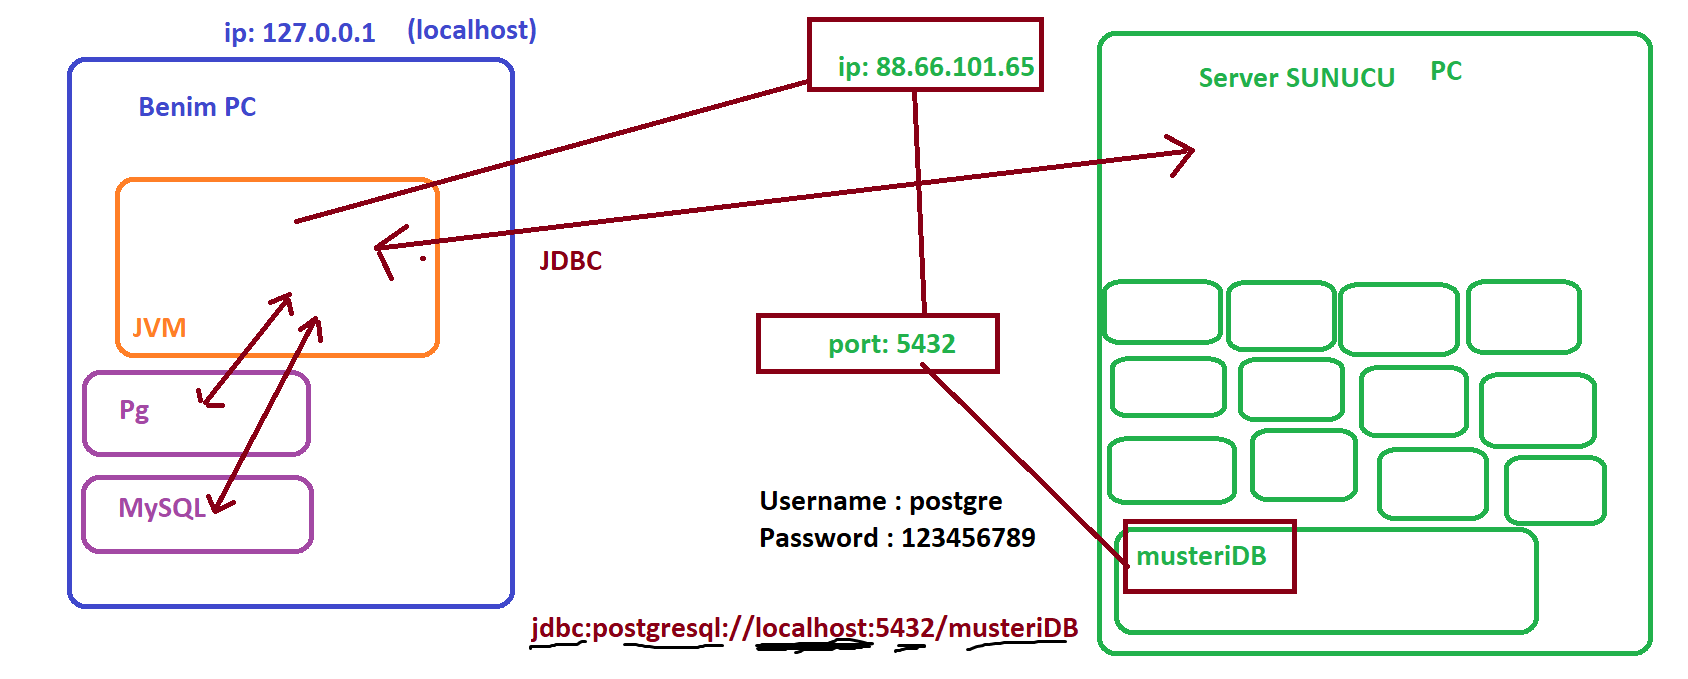 ip: 127.0.0.1 (localhost)
ip: 88.66.101.65
Server SUNUCU PC
Benim PC
JDBC
JVM
port: 5432
Pg
MySQL
Username : postgre
Password : 123456789
musteriDB
jdbc:postgresql://localhost:5432/musteriDB